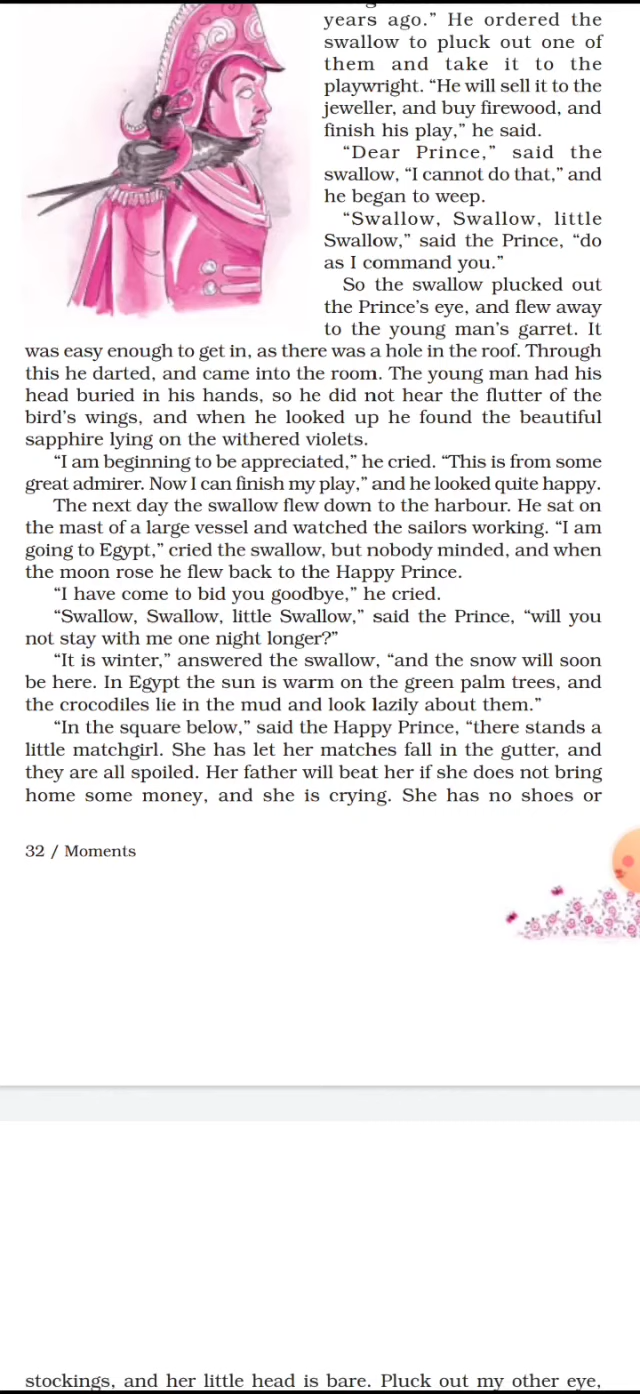 years ago.” He ordered the
swallow to pluck out one of
them and take it to the
playwright. “He will sell it to the
jeweller, and buy firewood, and
finish his play,” he said.
“Dear Prince,” said the
swallow, “I cannot do that,” and
he began to weep.
“Swallow, Swallow, little
Swallow,” said the Prince, “do
as I command you.”
So the swallow plucked out
the Prince’s eye, and flew away
to the young man’s garret. It
was easy enough to get in, as there was a hole in the roof. Through
this he darted, and came into the room. The young man had his
head buried in his hands, so he did not hear the flutter of the
bird’s wings, and when he looked up he found the beautiful
sapphire lying on the withered violets.
“I am beginning to be appreciated,” he cried. “This is from some
great admirer. Now I can finish my play,” and he looked quite happy.
The next day the swallow flew down to the harbour. He sat on
the mast of a large vessel and watched the sailors working. “I am
going to Egypt,” cried the swallow, but nobody minded, and when
the moon rose he flew back to the Happy Prince.
“I have come to bid you goodbye,” he cried.
“Swallow, Swallow, little Swallow,” said the Prince, “will you
not stay with me one night longer?”
“It is winter,” answered the swallow, “and the snow will soon
be here. In Egypt the sun is warm on the green palm trees, and
the crocodiles lie in the mud and look lazily about them.”
“In the square below,” said the Happy Prince, “there stands a
little matchgirl. She has let her matches fall in the gutter, and
they are all spoiled. Her father will beat her if she does not bring
home some money, and she is crying. She has no shoes or
32 / Moments
stockings, and her little head is bare. Pluck out my other eye,